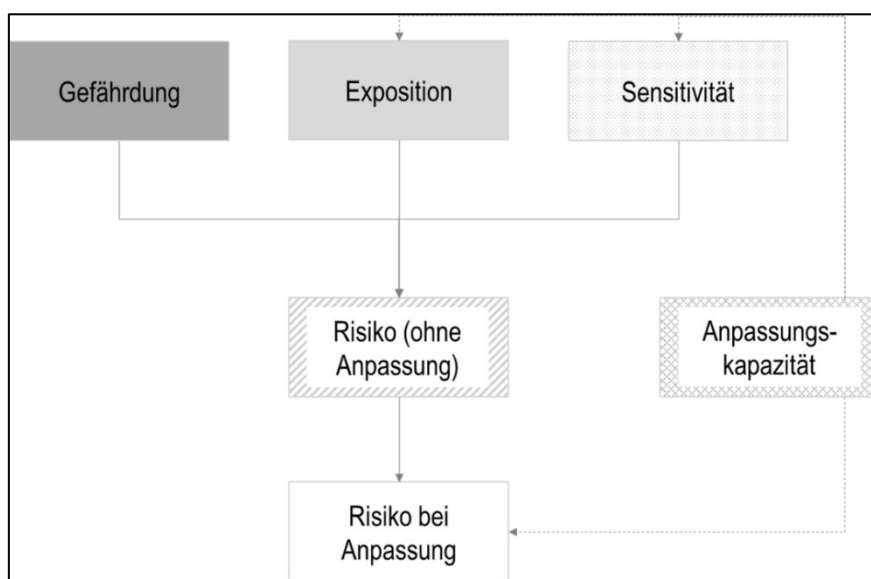 Gefährdung
Exposition
Sensitivität
Risiko (ohne
Anpassung)
Anpassungs-
kapazität
Risiko bei
Anpassung